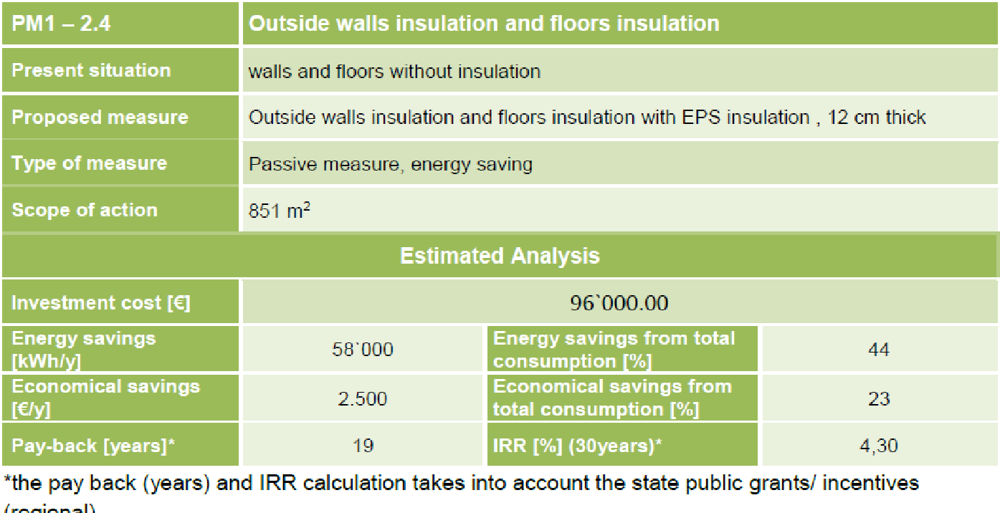 PM1 – 2.4 Outside walls insulation and floors insulation
Present situation walls and floors without insulation
Proposed measure Outside walls insulation and floors insulation with EPS insulation , 12 cm thick
Type of measure Passive measure, energy saving
Scope of action 851 m²
Estimated Analysis
Investment cost [€] 96`000.00
Energy savings
[kWh/y] 58`000 Energy savings from total
consumption [%] 44
Economical savings
[€/y] 2.500 Economical savings from
total consumption [%] 23
Pay-back [years]* 19 IRR [%] (30years)* 4,30
*the pay back (years) and IRR calculation takes into account the state public grants/ incentives
(regional)